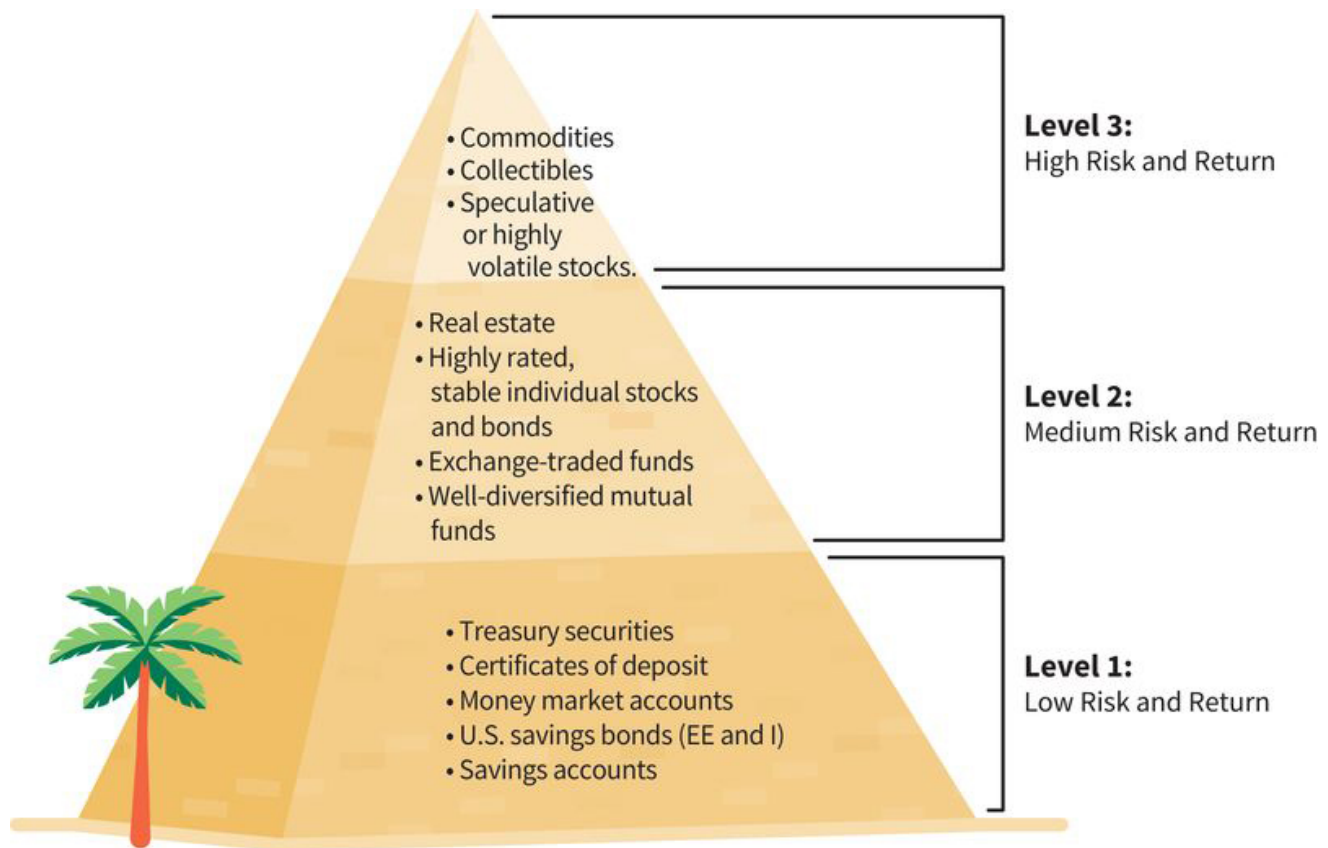 • Commodities
• Collectibles
• Speculative
or highly
volatile stocks.
Level 3:
High Risk and Return
• Real estate
• Highly rated,
stable individual stocks
and bonds
• Exchange-traded funds
• Well-diversified mutual
funds
Level 2:
Medium Risk and Return
• Treasury securities
• Certificates of deposit
• Money market accounts
• U.S. savings bonds (EE and I)
• Savings accounts
Level 1:
Low Risk and Return